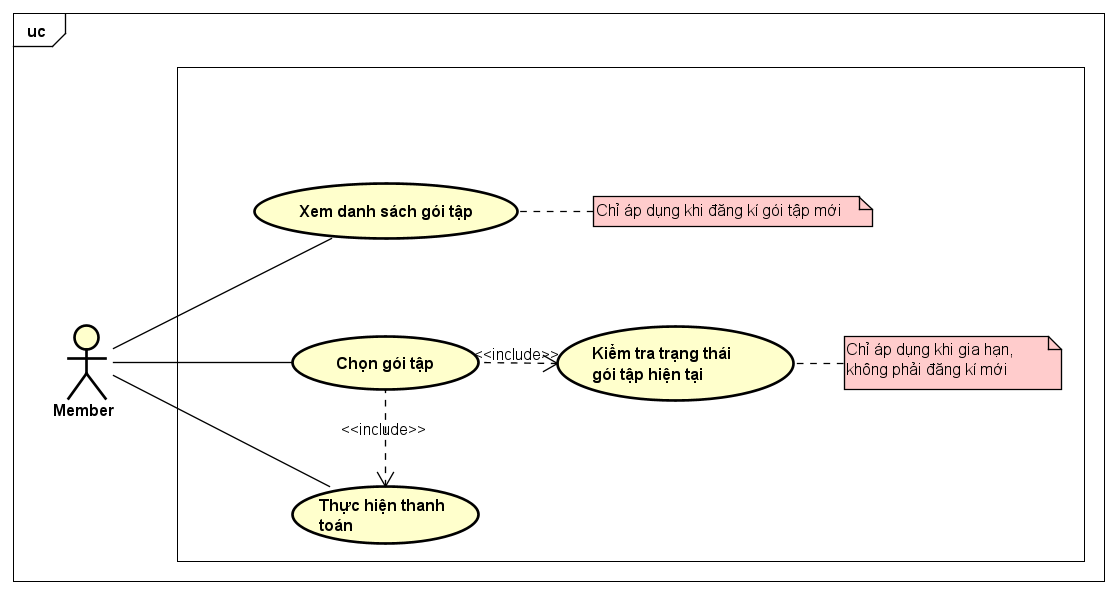 uc
Xem danh sách gói tập
Chỉ áp dụng khi đăng kí gói tập mới
Member
Chọn gói tập
<<include>>
Kiểm tra trạng thái
gói tập hiện tại
Chỉ áp dụng khi gia hạn,
không phải đăng kí mới
<<include>>
Thực hiện thanh
toán